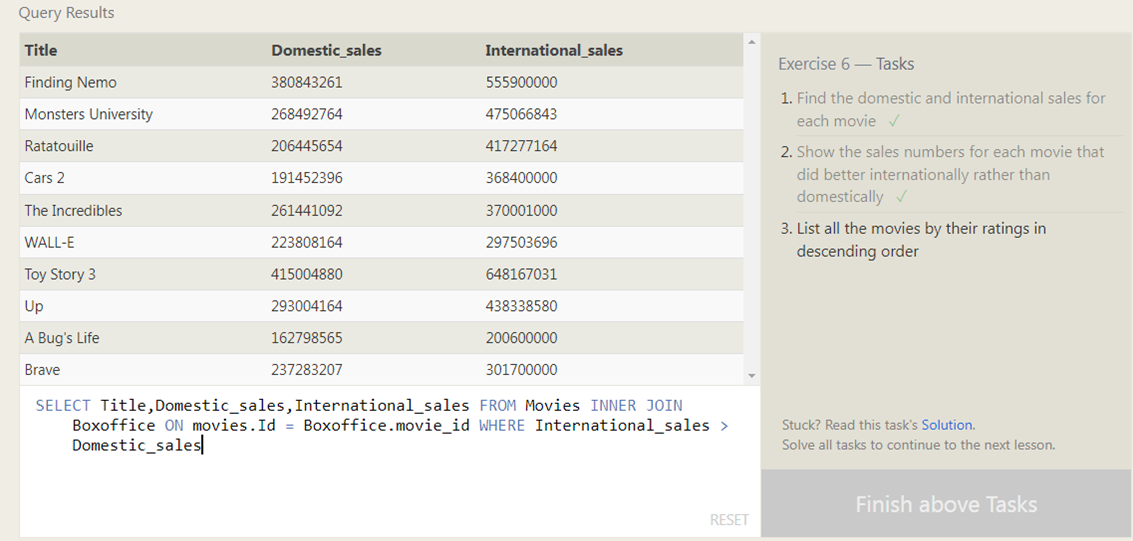 Query Results
Title Domestic_sales International_sales
Finding Nemo 380843261 555900000
Monsters University 268492764 475066843
Ratatouille 206445654 417277164
Cars 2 191452396 368400000
The Incredibles 261441092 370001000
WALL-E 223808164 297503696
Toy Story 3 415004880 648167031
Up 293004164 438338580
A Bug's Life 162798565 200600000
Brave 237283207 301700000
SELECT Title,Domestic_sales,International_sales FROM Movies INNER JOIN
Boxoffice ON movies.Id = Boxoffice.movie_id WHERE International_sales >
Domestic_sales
RESET
Exercise 6 — Tasks
1. Find the domestic and international sales for
each movie ✓
2. Show the sales numbers for each movie that
did better internationally rather than
domestically ✓
3. List all the movies by their ratings in
descending order
Stuck? Read this task's Solution.
Solve all tasks to continue to the next lesson.
Finish above Tasks